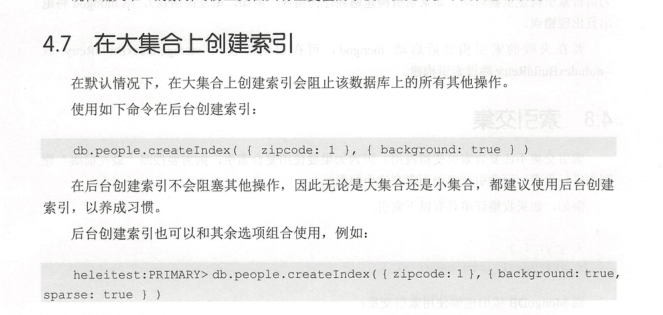 4.7 在大集合上创建索引
在默认情况下，在大集合上创建索引会阻止该数据库上的所有其他操作。
使用如下命令在后台创建索引：
db.people.createIndex( { zipcode: 1 }, { background: true } )
在后台创建索引不会阻塞其他操作，因此无论是大集合还是小集合，都建议使用后台创建
索引，以养成习惯。
后台创建索引也可以和其余选项组合使用，例如：
heleitest:PRIMARY> db.people.createIndex( { zipcode: 1 }, { background: true,
sparse: true } )